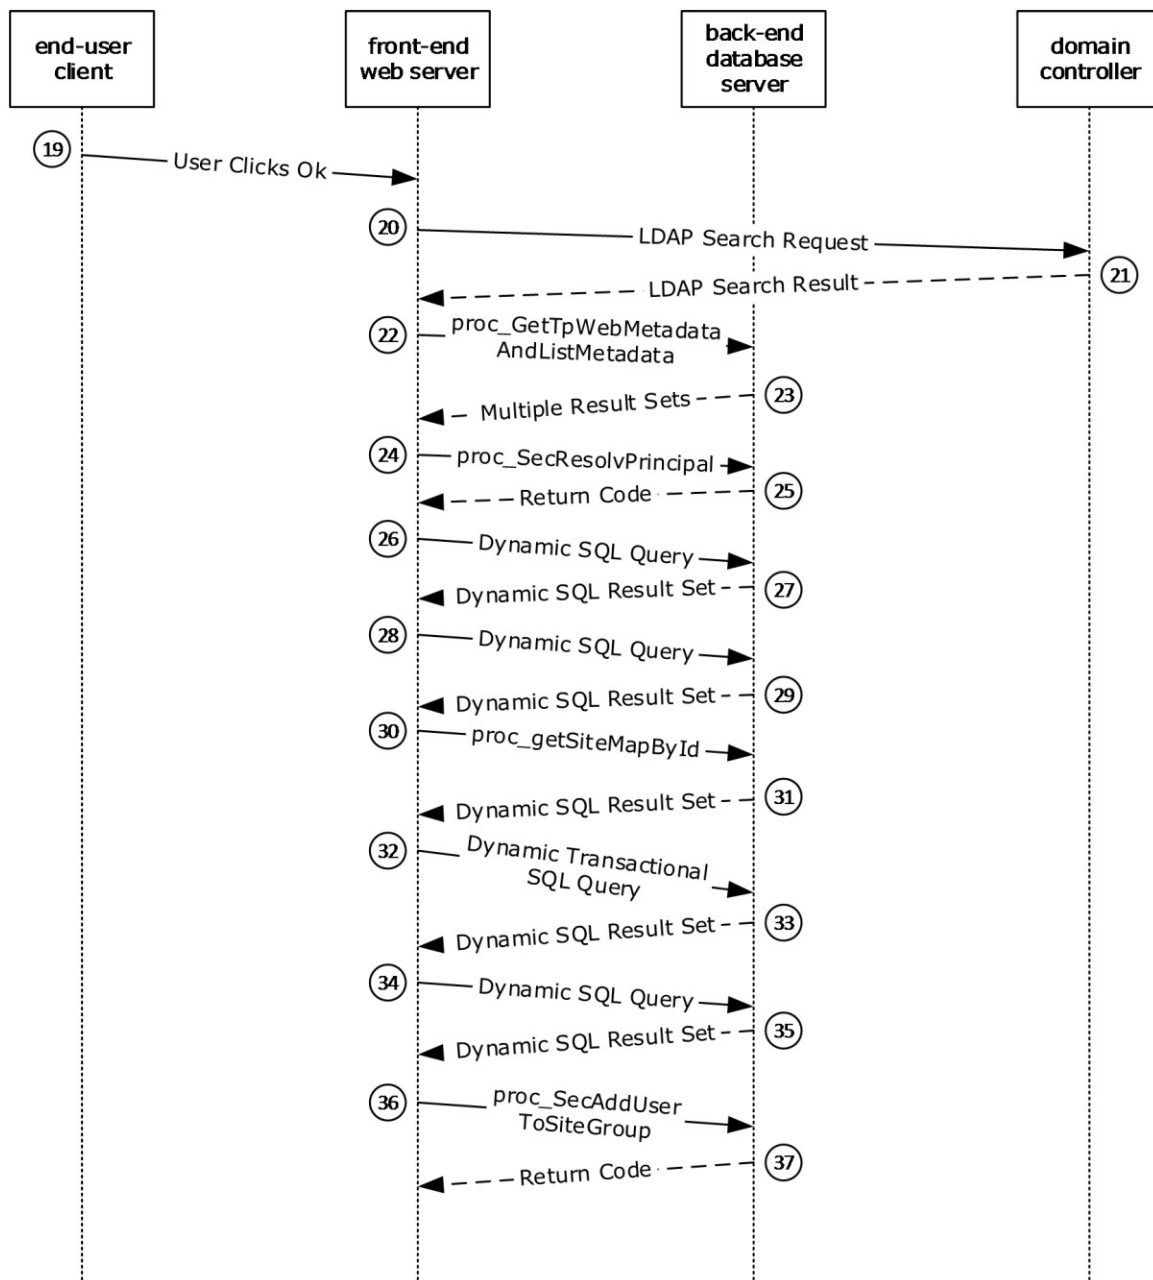 end-user
client
front-end
web server
back-end
database
server
domain
controller
19
User Clicks Ok
20
LDAP Search Request
21
LDAP Search Result
22
proc_GetTpWebMetadata
AndListMetadata
23
Multiple Result Sets
24
proc_SecResolvPrincipal
25
Return Code
26
Dynamic SQL Query
27
Dynamic SQL Result Set
28
Dynamic SQL Query
29
Dynamic SQL Result Set
30
proc_getSiteMapById
31
Dynamic SQL Result Set
32
Dynamic Transactional
SQL Query
33
Dynamic SQL Result Set
34
Dynamic SQL Query
35
Dynamic SQL Result Set
36
proc_SecAddUser
ToSiteGroup
37
Return Code